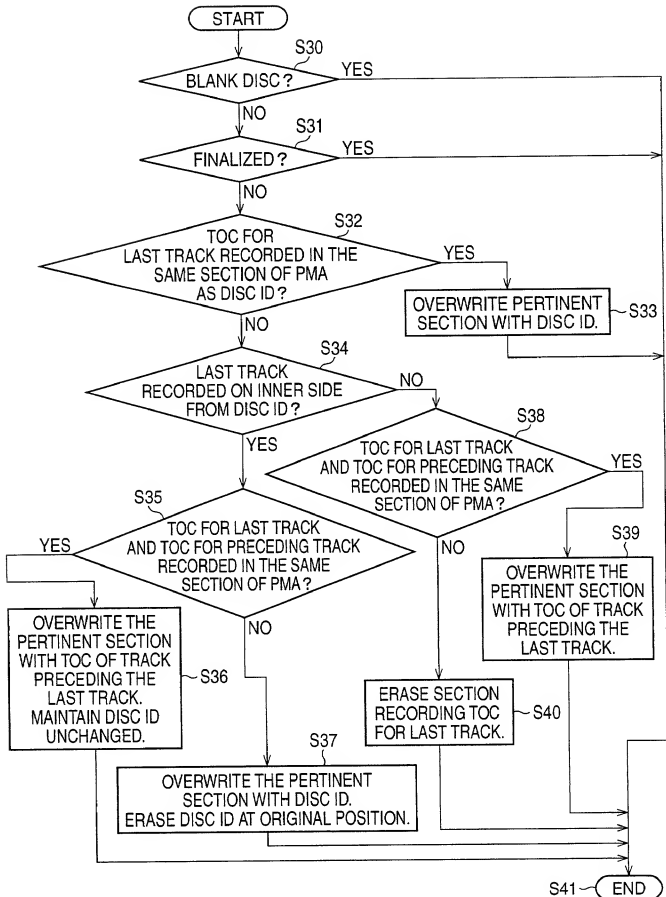 START
S30
BLANK DISC?
YES
NO
S31
FINALIZED?
YES
NO
S32
TOC FOR
LAST TRACK RECORDED IN THE
SAME SECTION OF PMA
AS DISC ID?
YES
OVERWRITE PERTINENT
SECTION WITH DISC ID.
S33
NO
S34
LAST TRACK
RECORDED ON INNER SIDE
FROM DISC ID?
NO
YES
S38
TOC FOR LAST TRACK
AND TOC FOR PRECEDING TRACK
RECORDED IN THE SAME
SECTION OF PMA?
YES
NO
S35
TOC FOR LAST TRACK
AND TOC FOR PRECEDING TRACK
RECORDED IN THE SAME
SECTION OF PMA?
YES
NO
S39
OVERWRITE THE
PERTINENT SECTION
WITH TOC OF TRACK
PRECEDING THE
LAST TRACK.
OVERWRITE THE
PERTINENT SECTION
WITH TOC OF TRACK
PRECEDING THE
LAST TRACK.
MAINTAIN DISC ID
UNCHANGED.
S36
ERASE SECTION
RECORDING TOC
FOR LAST TRACK.
S40
S37
OVERWRITE THE PERTINENT
SECTION WITH DISC ID.
ERASE DISC ID AT ORIGINAL POSITION.
S41
END